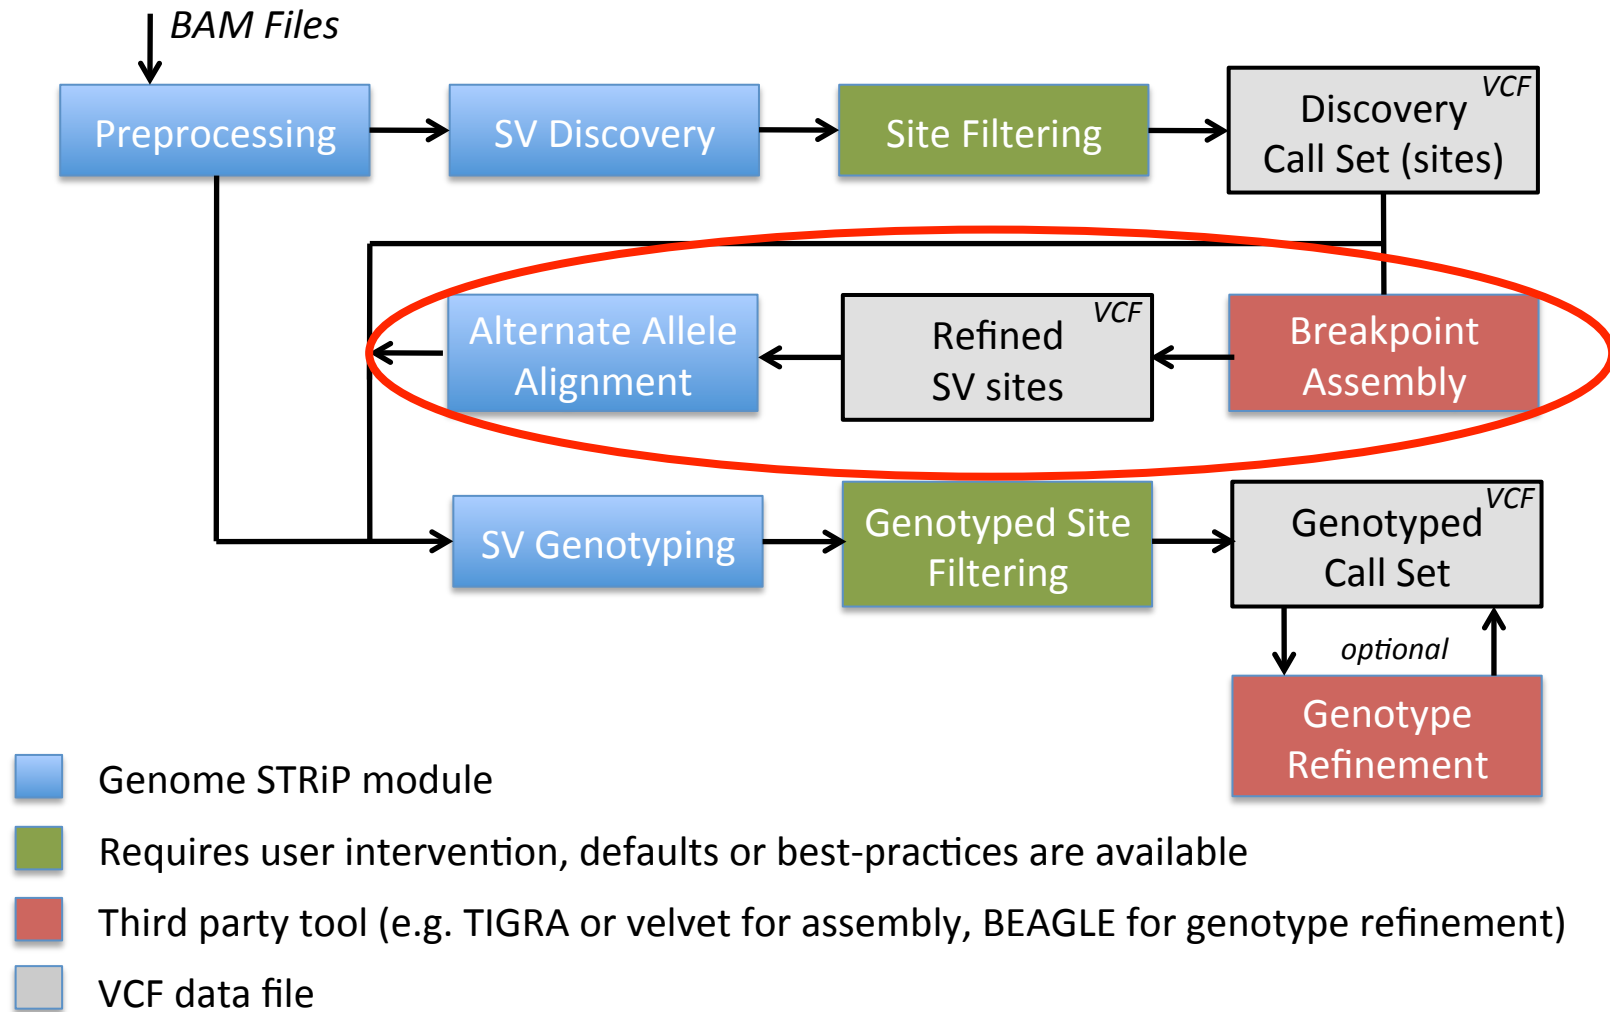 BAM Files
Preprocessing
SV Discovery
Site Filtering
VCF
Discovery
Call Set (sites)
Alternate Allele
Alignment
VCF
Refined
SV sites
Breakpoint
Assembly
SV Genotyping
Genotyped Site
Filtering
VCF
Genotyped
Call Set
optional
Genotype
Refinement
Genome STRiP module
Requires user intervention, defaults or best-practices are available
Third party tool (e.g. TIGRA or velvet for assembly, BEAGLE for genotype refinement)
VCF data file